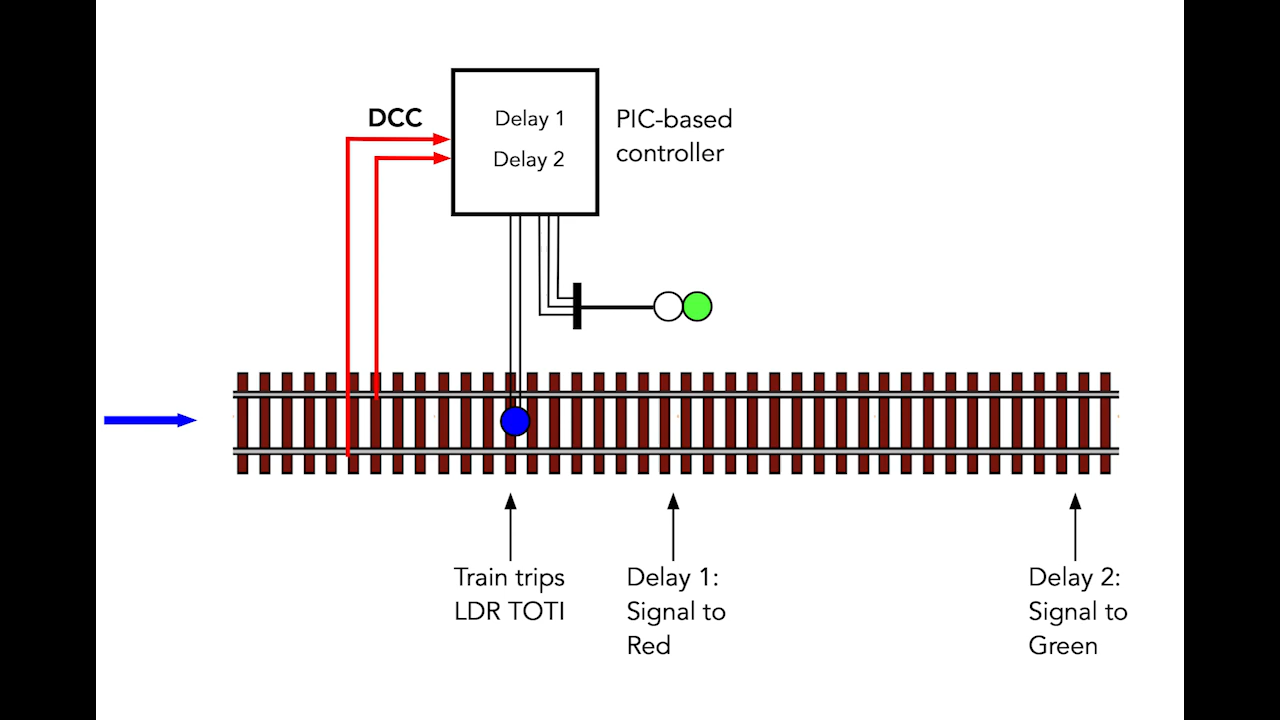 DCC
Delay 1
Delay 2
PIC-based
controller
Train trips
LDR TOTI
Delay 1:
Signal to
Red
Delay 2:
Signal to
Green